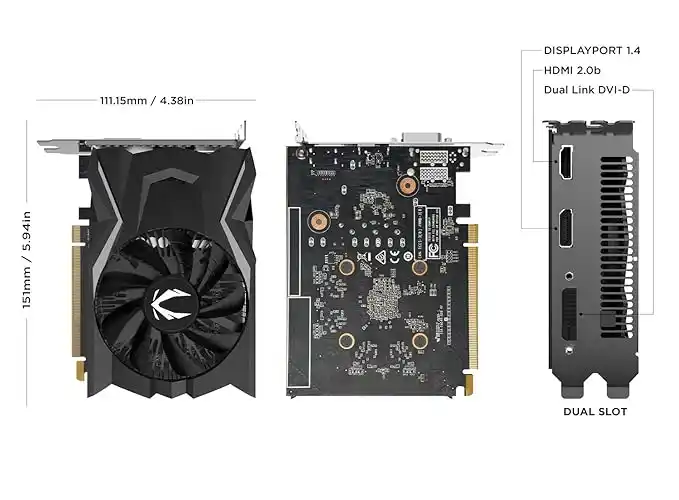 111.15mm / 4.38in
151mm / 5.94in
DISPLAYPORT 1.4
HDMI 2.0b
Dual Link DVI-D
DUAL SLOT